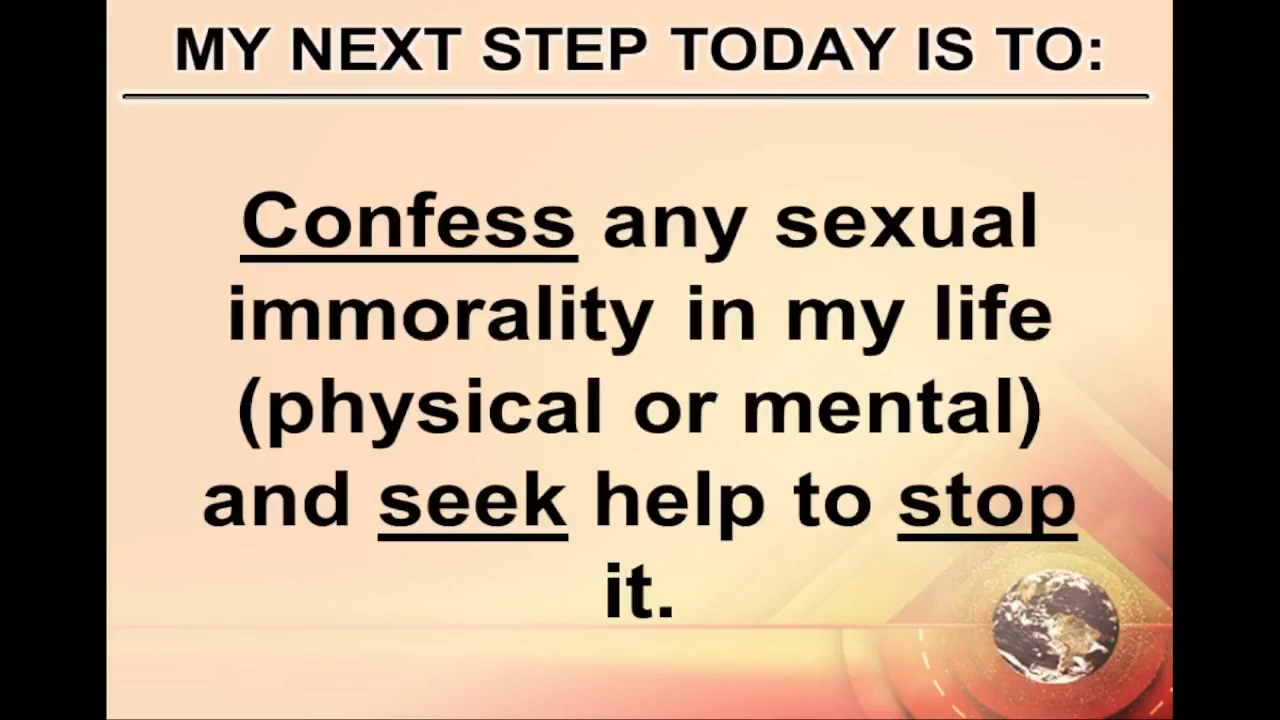 MY NEXT STEP TODAY IS TO:
Confess any sexual
immorality in my life
(physical or mental)
and seek help to stop
it.